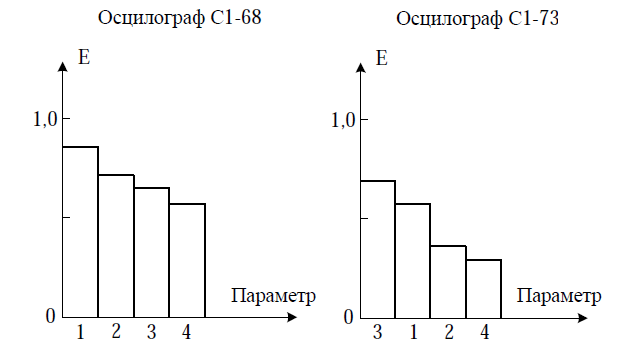 Осцилограф С1-68
E
1,0
0
Параметр
1 2 3 4
Осцилограф С1-73
E
1,0
0
Параметр
3 1 2 4